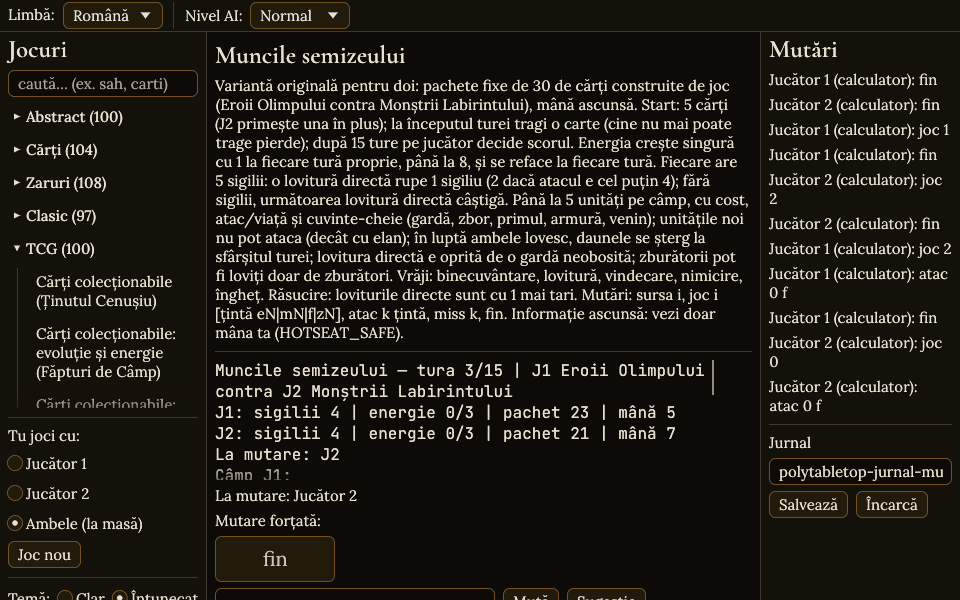 Limbă: Română ▼ Nivel AI: Normal ▼
Jocuri
caută... (ex. sah, carti)
▸ Abstract (100)
▸ Cărți (104)
▸ Zaruri (108)
▸ Clasic (97)
▾ TCG (100)
Cărți colecționabile
(Ținutul Cenușiu)
Cărți colecționabile:
evoluție și energie
(Făpturi de Câmp)
Cărți colecționabile:
Tu joci cu:
Jucător 1
Jucător 2
Ambele (la masă)
Joc nou
Temă: Clar Întunecat
Muncile semizeului
Variantă originală pentru doi: pachete fixe de 30 de cărți construite de joc
(Eroii Olimpului contra Monștrii Labirintului), mână ascunsă. Start: 5 cărți
(J2 primește una în plus); la începutul turei tragi o carte (cine nu mai poate
trage pierde); după 15 ture pe jucător decide scorul. Energia crește singură
cu 1 la fiecare tură proprie, până la 8, și se reface la fiecare tură. Fiecare are
5 sigilii: o lovitură directă rupe 1 sigiliu (2 dacă atacul e cel puțin 4); fără
sigilii, următoarea lovitură directă câștigă. Până la 5 unități pe câmp, cu cost,
atac/viață și cuvinte-cheie (gardă, zbor, primul, armură, venin); unitățile noi
nu pot ataca (decât cu elan); în luptă ambele lovesc, daunele se șterg la
sfârșitul turei; lovitura directă e oprită de o gardă neobosită; zburătorii pot
fi loviți doar de zburători. Vrăji: binecuvântare, lovitură, vindecare, nimicire,
îngheț. Răsucire: loviturile directe sunt cu 1 mai tari. Mutări: sursa i, joc i
[țintă eN|mN|f|zN], atac k țintă, miss k, fin. Informație ascunsă: vezi doar
mâna ta (HOTSEAT_SAFE).
Muncile semizeului — tura 3/15 | J1 Eroii Olimpului
contra J2 Monștrii Labirintului
J1: sigilii 4 | energie 0/3 | pachet 23 | mână 5
J2: sigilii 4 | energie 0/3 | pachet 21 | mână 7
La mutare: J2
Câmp J1:
La mutare: Jucător 2
Mutare forțată:
fin
Mută Sugestie
Mutări
Jucător 1 (calculator): fin
Jucător 2 (calculator): fin
Jucător 1 (calculator): joc 1
Jucător 1 (calculator): fin
Jucător 2 (calculator): joc
2
Jucător 2 (calculator): fin
Jucător 1 (calculator): joc 2
Jucător 1 (calculator): atac
0 f
Jucător 1 (calculator): fin
Jucător 2 (calculator): joc
0
Jucător 2 (calculator):
atac 0 f
Jurnal
polytabletop-jurnal-mu
Salvează Încarcă